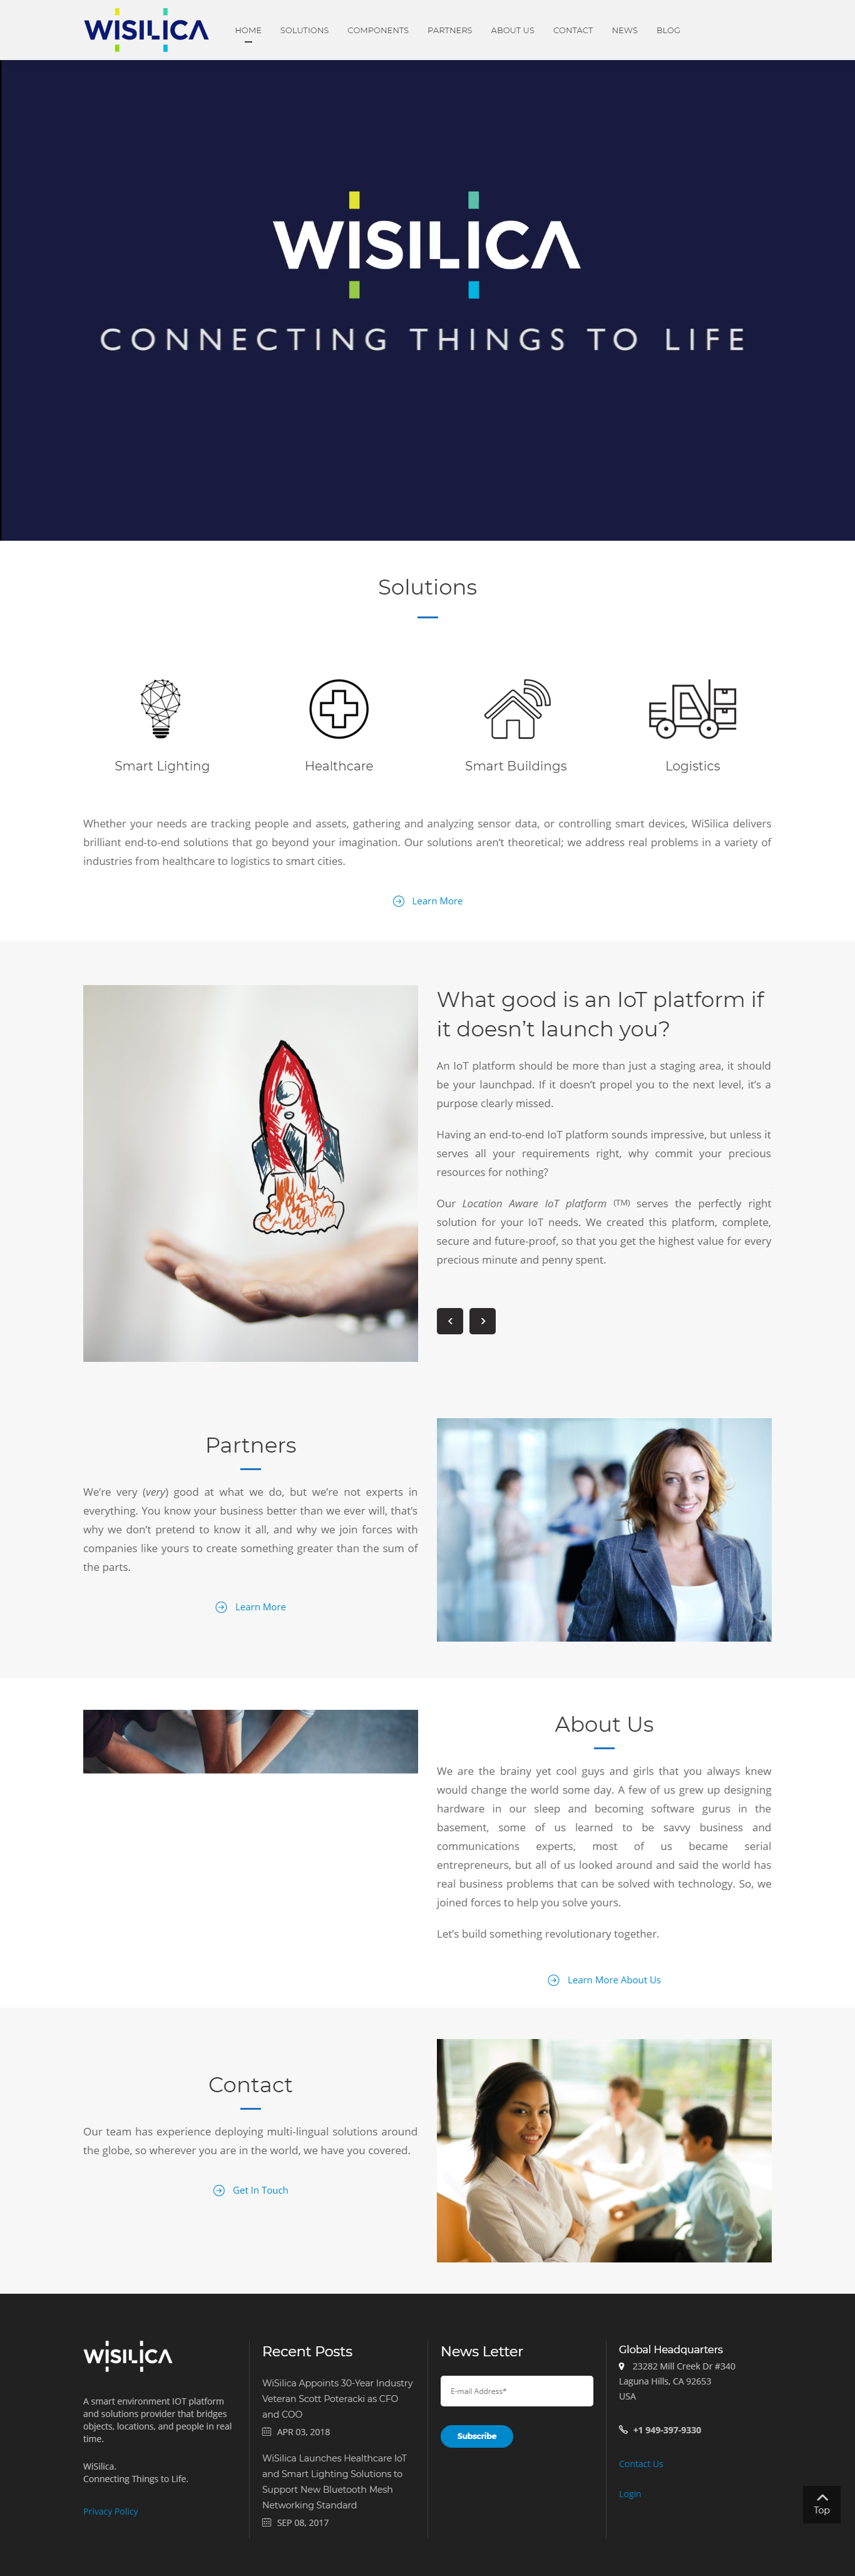 WISILICA
HOME SOLUTIONS COMPONENTS PARTNERS ABOUT US CONTACT NEWS BLOG
WISILICA
CONNECTING THINGS TO LIFE
Solutions
Smart Lighting
Healthcare
Smart Buildings
Logistics
Whether your needs are tracking people and assets, gathering and analyzing sensor data, or controlling smart devices, WiSilica delivers
brilliant end-to-end solutions that go beyond your imagination. Our solutions aren’t theoretical; we address real problems in a variety of
industries from healthcare to logistics to smart cities.
Learn More
What good is an IoT platform if
it doesn’t launch you?
An IoT platform should be more than just a staging area, it should
be your launchpad. If it doesn’t propel you to the next level, it’s a
purpose clearly missed.
Having an end-to-end IoT platform sounds impressive, but unless it
serves all your requirements right, why commit your precious
resources for nothing?
Our Location Aware IoT platform (TM) serves the perfectly right
solution for your IoT needs. We created this platform, complete,
secure and future-proof, so that you get the highest value for every
precious minute and penny spent.
Partners
We’re very (very) good at what we do, but we’re not experts in
everything. You know your business better than we ever will, that’s
why we don’t pretend to know it all, and why we join forces with
companies like yours to create something greater than the sum of
the parts.
Learn More
About Us
We are the brainy yet cool guys and girls that you always knew
would change the world some day. A few of us grew up designing
hardware in our sleep and becoming software gurus in the
basement, some of us learned to be savvy business and
communications experts, most of us became serial
entrepreneurs, but all of us looked around and said the world has
real business problems that can be solved with technology. So, we
joined forces to help you solve yours.
Let’s build something revolutionary together.
Learn More About Us
Contact
Our team has experience deploying multi-lingual solutions around
the globe, so wherever you are in the world, we have you covered.
Get In Touch
WISILICA
A smart environment IOT platform
and solutions provider that bridges
objects, locations, and people in real
time.
WiSilica.
Connecting Things to Life.
Privacy Policy
Recent Posts
WiSilica Appoints 30-Year Industry
Veteran Scott Poteracki as CFO
and COO
APR 03, 2018
WiSilica Launches Healthcare IoT
and Smart Lighting Solutions to
Support New Bluetooth Mesh
Networking Standard
SEP 08, 2017
News Letter
E-mail Address*
Subscribe
Global Headquarters
23282 Mill Creek Dr #340
Laguna Hills, CA 92653
USA
+1 949-397-9330
Contact Us
Login
Top